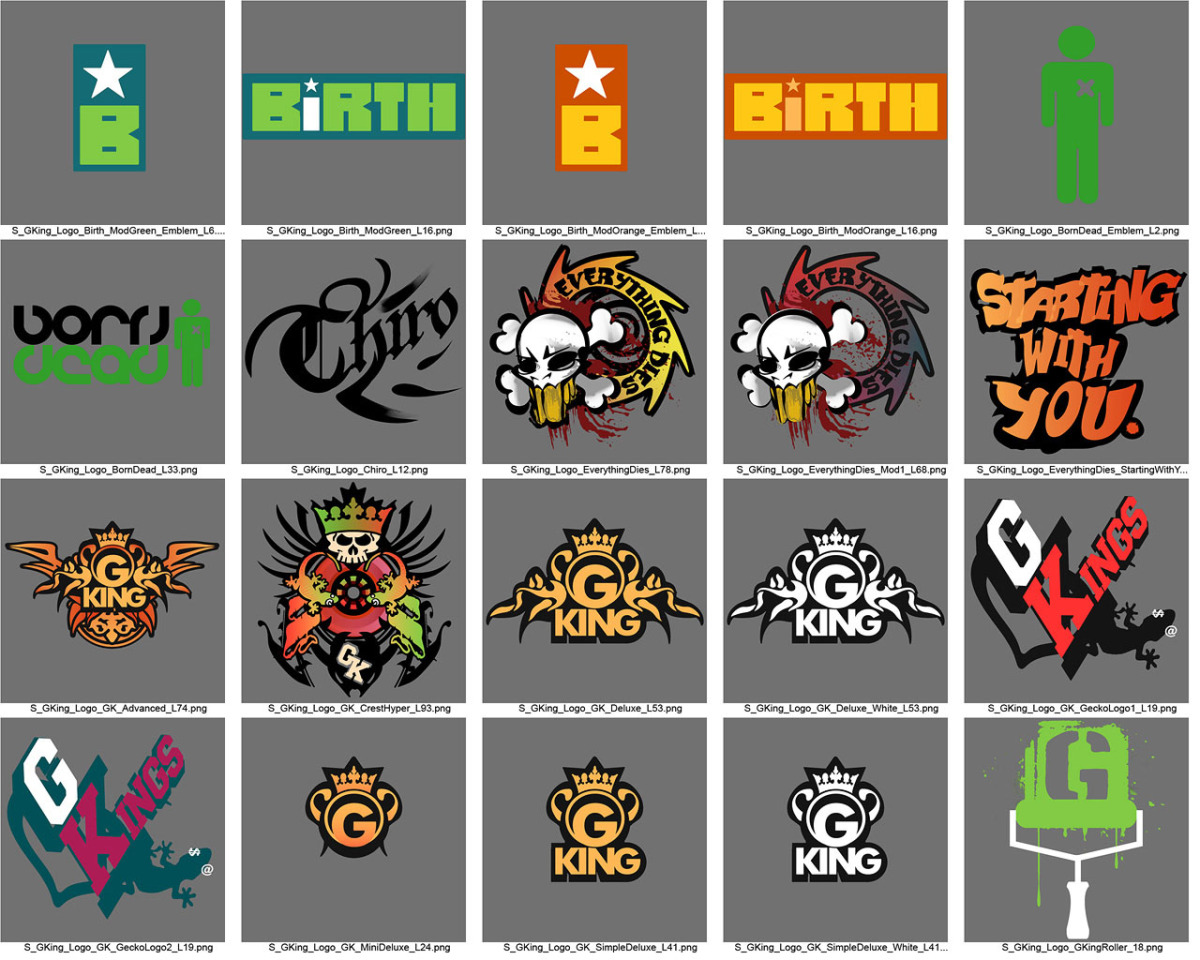 B
BiRTH
B
BiRTH
S_GKing_Logo_Birth_ModGreen_Emblem_L6....
S_GKing_Logo_Birth_ModGreen_L16.png
S_GKing_Logo_Birth_ModOrange_Emblem_L...
S_GKing_Logo_Birth_ModOrange_L16.png
S_GKing_Logo_BornDead_Emblem_L2.png
born
dead
Chiro
EVERYTHING DIES
EVERYTHING DIES
STARTING
WITH
YOU.
S_GKing_Logo_BornDead_L33.png
S_GKing_Logo_Chiro_L12.png
S_GKing_Logo_EverythingDies_L78.png
S_GKing_Logo_EverythingDies_Mod1_L68.png
S_GKing_Logo_EverythingDies_StartingWithY...
G
KING
GK
G
KING
G
KING
G
KINGS
$
@
S_GKing_Logo_GK_Advanced_L74.png
S_GKing_Logo_GK_CrestHyper_L93.png
S_GKing_Logo_GK_Deluxe_L53.png
S_GKing_Logo_GK_Deluxe_White_L53.png
S_GKing_Logo_GK_GeckoLogo1_L19.png
G
KINGS
$
@
G
G
KING
G
KING
G
S_GKing_Logo_GK_GeckoLogo2_L19.png
S_GKing_Logo_GK_MiniDeluxe_L24.png
S_GKing_Logo_GK_SimpleDeluxe_L41.png
S_GKing_Logo_GK_SimpleDeluxe_White_L41...
S_GKing_Logo_GKingRoller_18.png